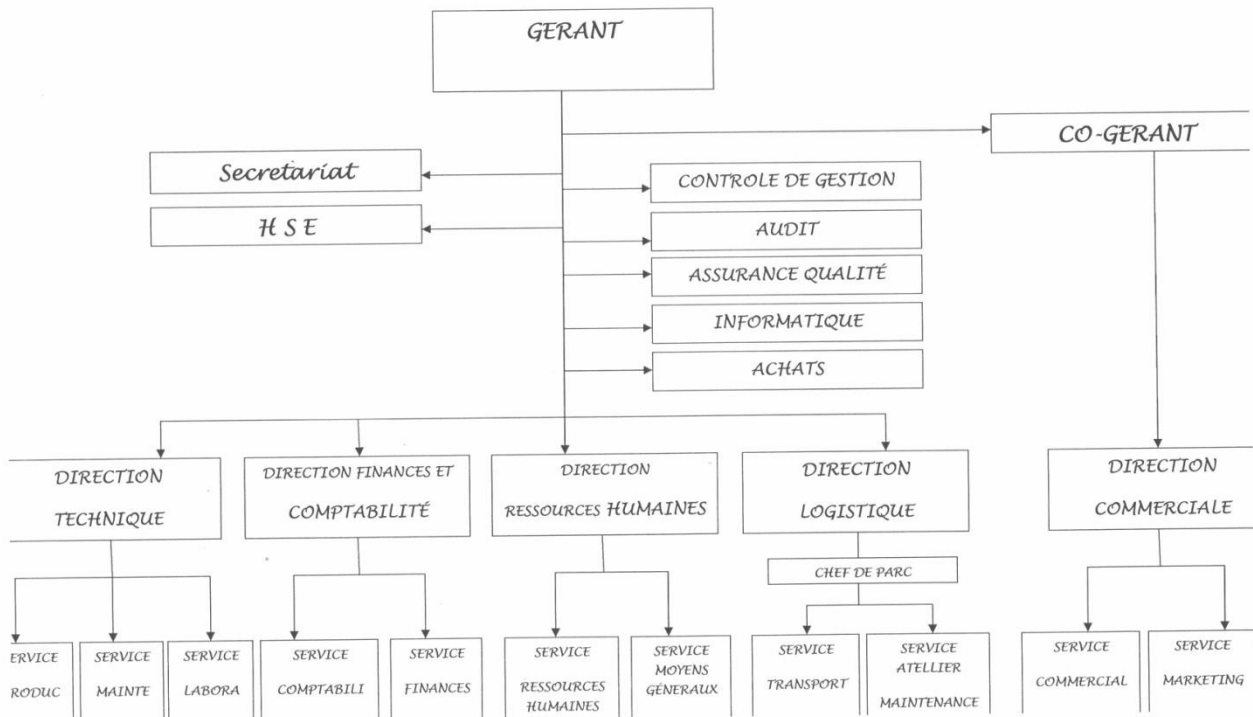 GERANT
CO-GERANT
Secretariat
H S E
CONTROLE DE GESTION
AUDIT
ASSURANCE QUALITÉ
INFORMATIQUE
ACHATS
DIRECTION
TECHNIQUE
DIRECTION FINANCES ET
COMPTABILITÉ
DIRECTION
RESSOURCES HUMAINES
DIRECTION
LOGISTIQUE
DIRECTION
COMMERCIALE
CHEF DE PARC
ERVICE
RODUC
SERVICE
MAINTE
SERVICE
LABORA
SERVICE
COMPTABILI
SERVICE
FINANCES
SERVICE
RESSOURCES
HUMAINES
SERVICE
MOYENS
GÉNERAUX
SERVICE
TRANSPORT
SERVICE
ATELLIER
MAINTENANCE
SERVICE
COMMERCIAL
SERVICE
MARKETING